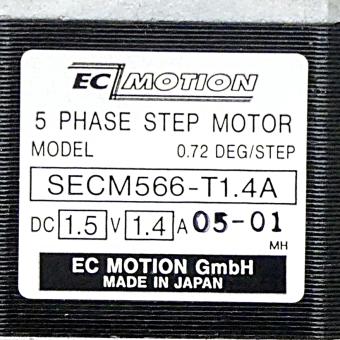 EC MOTION
5 PHASE STEP MOTOR
MODEL 0.72 DEG/STEP
SECM566-T1.4A
DC 1.5 V 1.4 A 05-01
MH
EC MOTION GmbH
MADE IN JAPAN